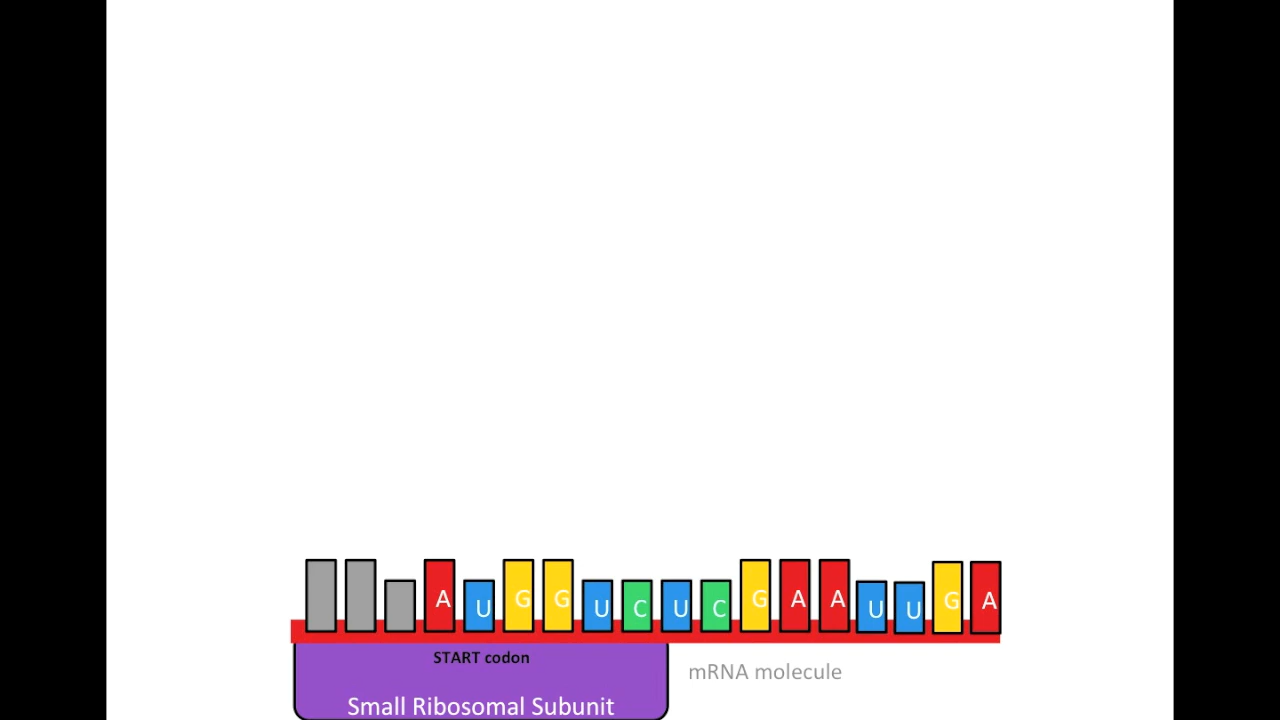 A U G G U C U C G A A U U G A
START codon
mRNA molecule
Small Ribosomal Subunit